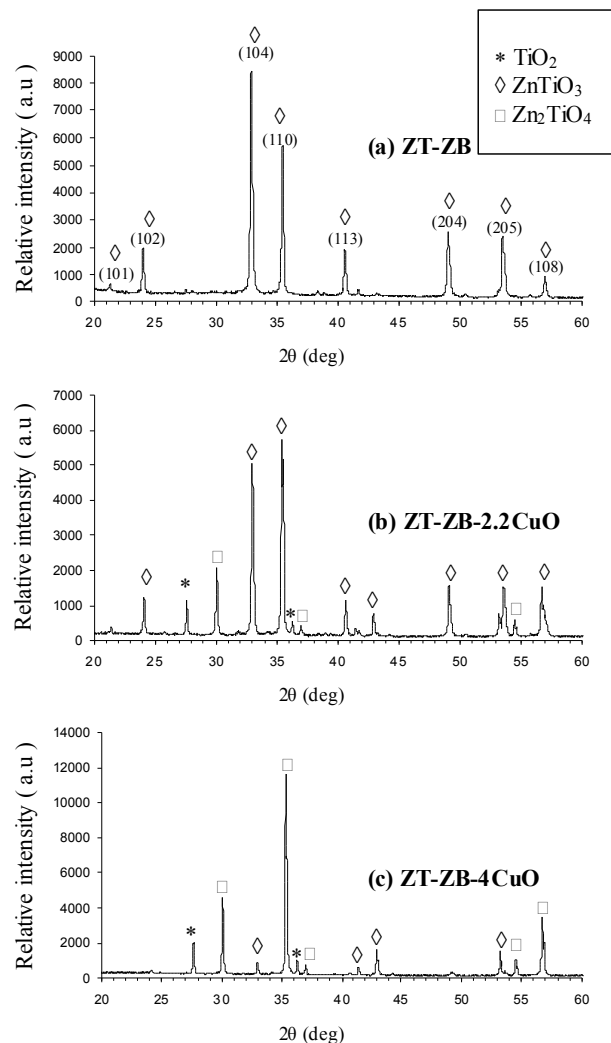 * TiO₂
◇ ZnTiO₃
□ Zn₂TiO₄
(a) ZT-ZB
Relative intensity ( a.u )
9000
8000
7000
6000
5000
4000
3000
2000
1000
0
(101)
(102)
(104)
(110)
(113)
(204)
(205)
(108)
20 25 30 35 40 45 50 55 60
2θ (deg)
(b) ZT-ZB-2.2CuO
Relative intensity ( a.u )
7000
6000
5000
4000
3000
2000
1000
0
* *
20 25 30 35 40 45 50 55 60
2θ (deg)
(c) ZT-ZB-4CuO
Relative intensity ( a.u )
14000
12000
10000
8000
6000
4000
2000
0
* *
20 25 30 35 40 45 50 55 60
2θ (deg)